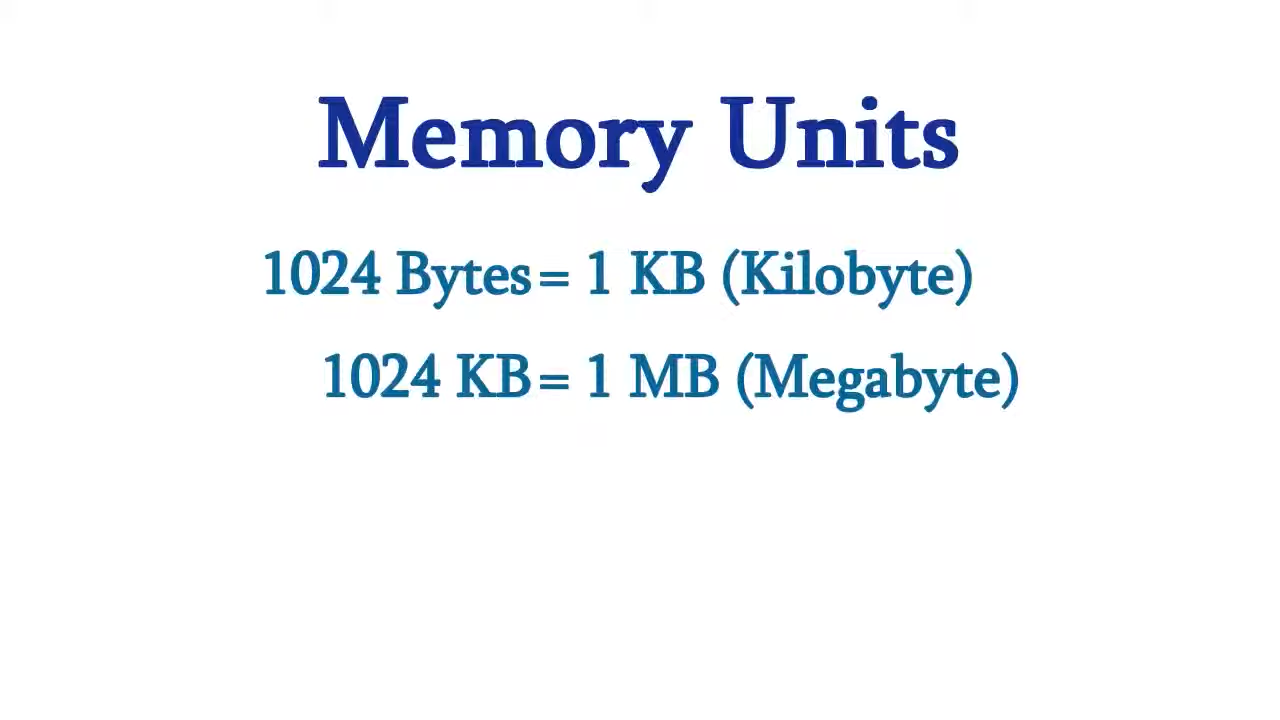 Memory Units
1024 Bytes = 1 KB (Kilobyte)
1024 KB = 1 MB (Megabyte)